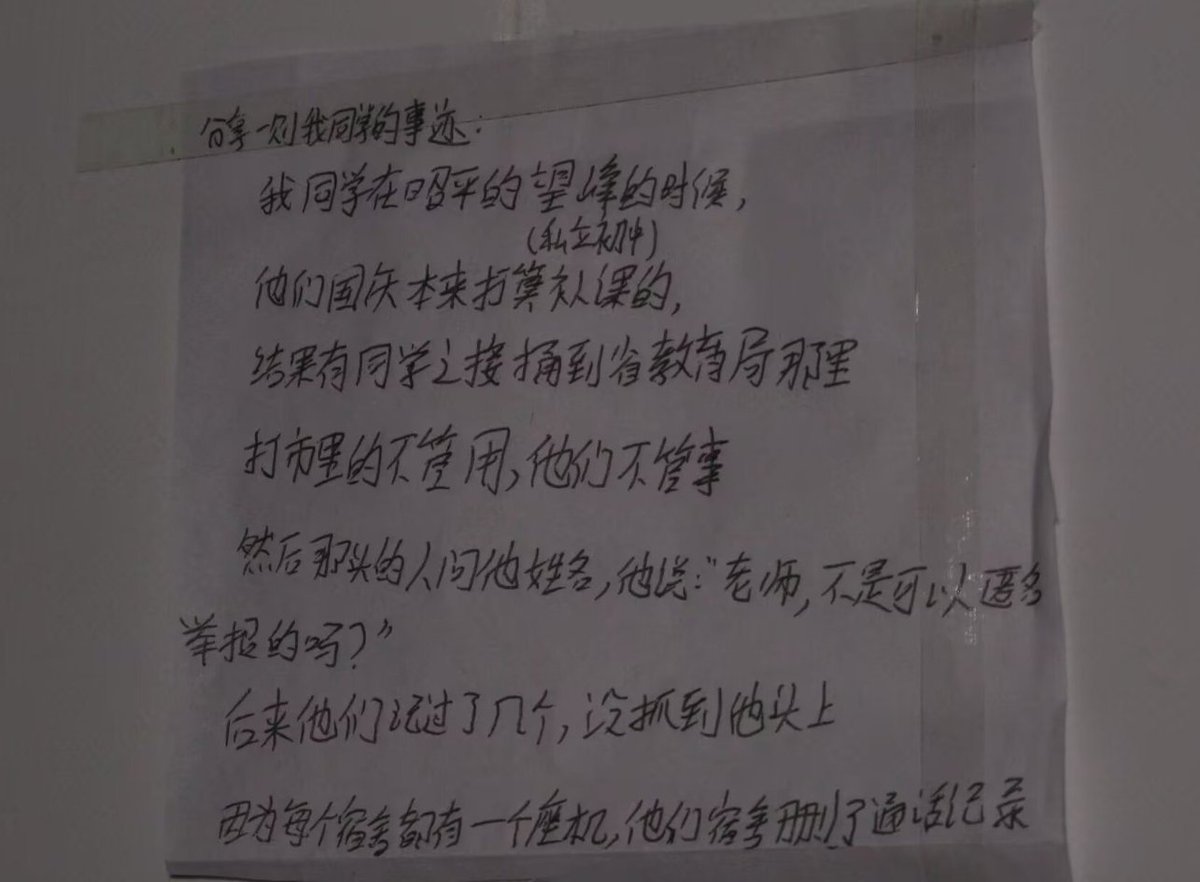 分享一则我同学的事迹：
我同学在昭平的望峰的时候，
（私立初中）
他们国庆本来打算补课的，
结果有同学之接捅到省教育局那里
打市里的不管用，他们不管事
然后那头的人问他姓名，他说：“老师，不是可以匿名
举报的吗？”
后来他们记过了几个，没抓到他头上
因为每个宿舍都有一个座机，他们宿舍删了通话纪录